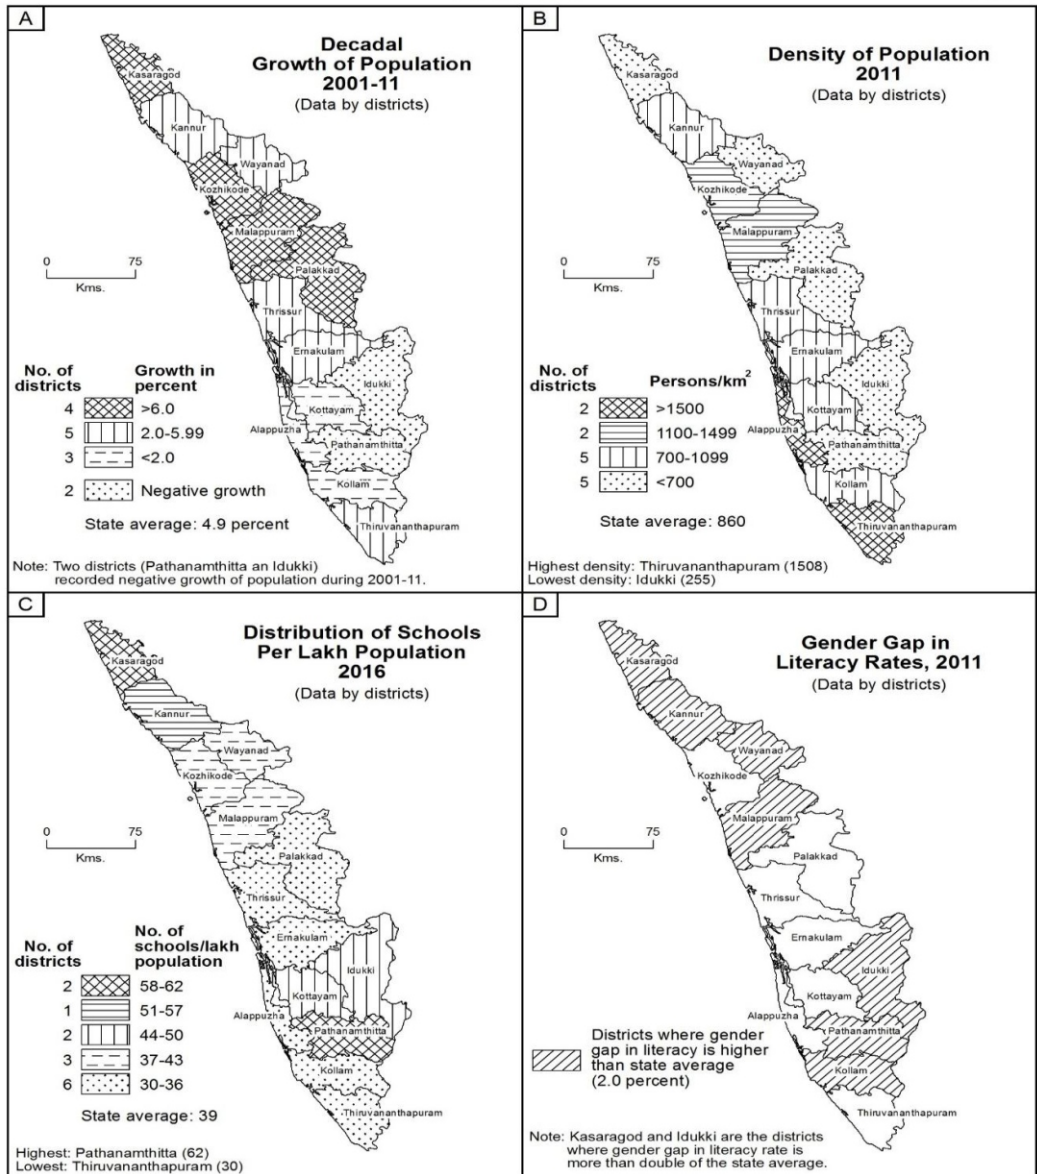 A
Decadal
Growth of Population
2001-11
(Data by districts)
Kasaragod
Kannur
Wayanad
Kozhikode
Malappuram
Palakkad
Thrissur
Ernakulam
Idukki
Kottayam
Alappuzha
Pathanamthitta
Kollam
Thiruvananthapuram
0 75
Kms.
No. of Growth in
districts percent
4 >6.0
5 2.0-5.99
3 <2.0
2 Negative growth
State average: 4.9 percent
Note: Two districts (Pathanamthitta an Idukki)
recorded negative growth of population during 2001-11.
B
Density of Population
2011
(Data by districts)
Kasaragod
Kannur
Wayanad
Kozhikode
Malappuram
Palakkad
Thrissur
Ernakulam
Idukki
Kottayam
Alappuzha
Pathanamthitta
Kollam
Thiruvananthapuram
0 75
Kms.
No. of
districts Persons/km²
2 >1500
2 1100-1499
5 700-1099
5 <700
State average: 860
Highest density: Thiruvananthapuram (1508)
Lowest density: Idukki (255)
C
Distribution of Schools
Per Lakh Population
2016
(Data by districts)
Kasaragod
Kannur
Wayanad
Kozhikode
Malappuram
Palakkad
Thrissur
Ernakulam
Idukki
Kottayam
Alappuzha
Pathanamthitta
Kollam
Thiruvananthapuram
0 75
Kms.
No. of No. of
districts schools/lakh
population
2 58-62
1 51-57
2 44-50
3 37-43
6 30-36
State average: 39
Highest: Pathanamthitta (62)
Lowest: Thiruvananthapuram (30)
D
Gender Gap in
Literacy Rates, 2011
(Data by districts)
Kasaragod
Kannur
Wayanad
Kozhikode
Malappuram
Palakkad
Thrissur
Ernakulam
Idukki
Kottayam
Alappuzha
Pathanamthitta
Kollam
Thiruvananthapuram
0 75
Kms.
Districts where gender
gap in literacy is higher
than state average
(2.0 percent)
Note: Kasaragod and Idukki are the districts
where gender gap in literacy rate is
more than double of the state average.